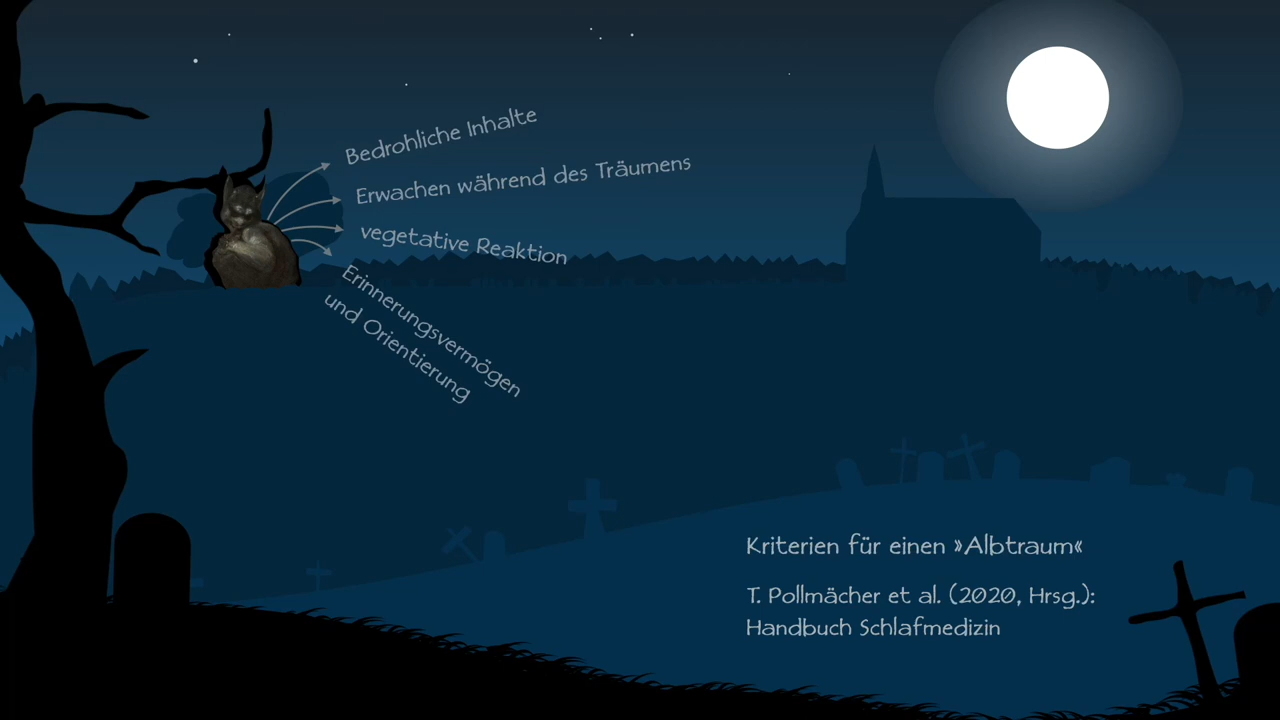 Bedrohliche Inhalte
Erwachen während des Träumens
vegetative Reaktion
Erinnerungsvermögen
und Orientierung
Kriterien für einen »Albtraum«
T. Pollmächer et al. (2020, Hrsg.):
Handbuch Schlafmedizin